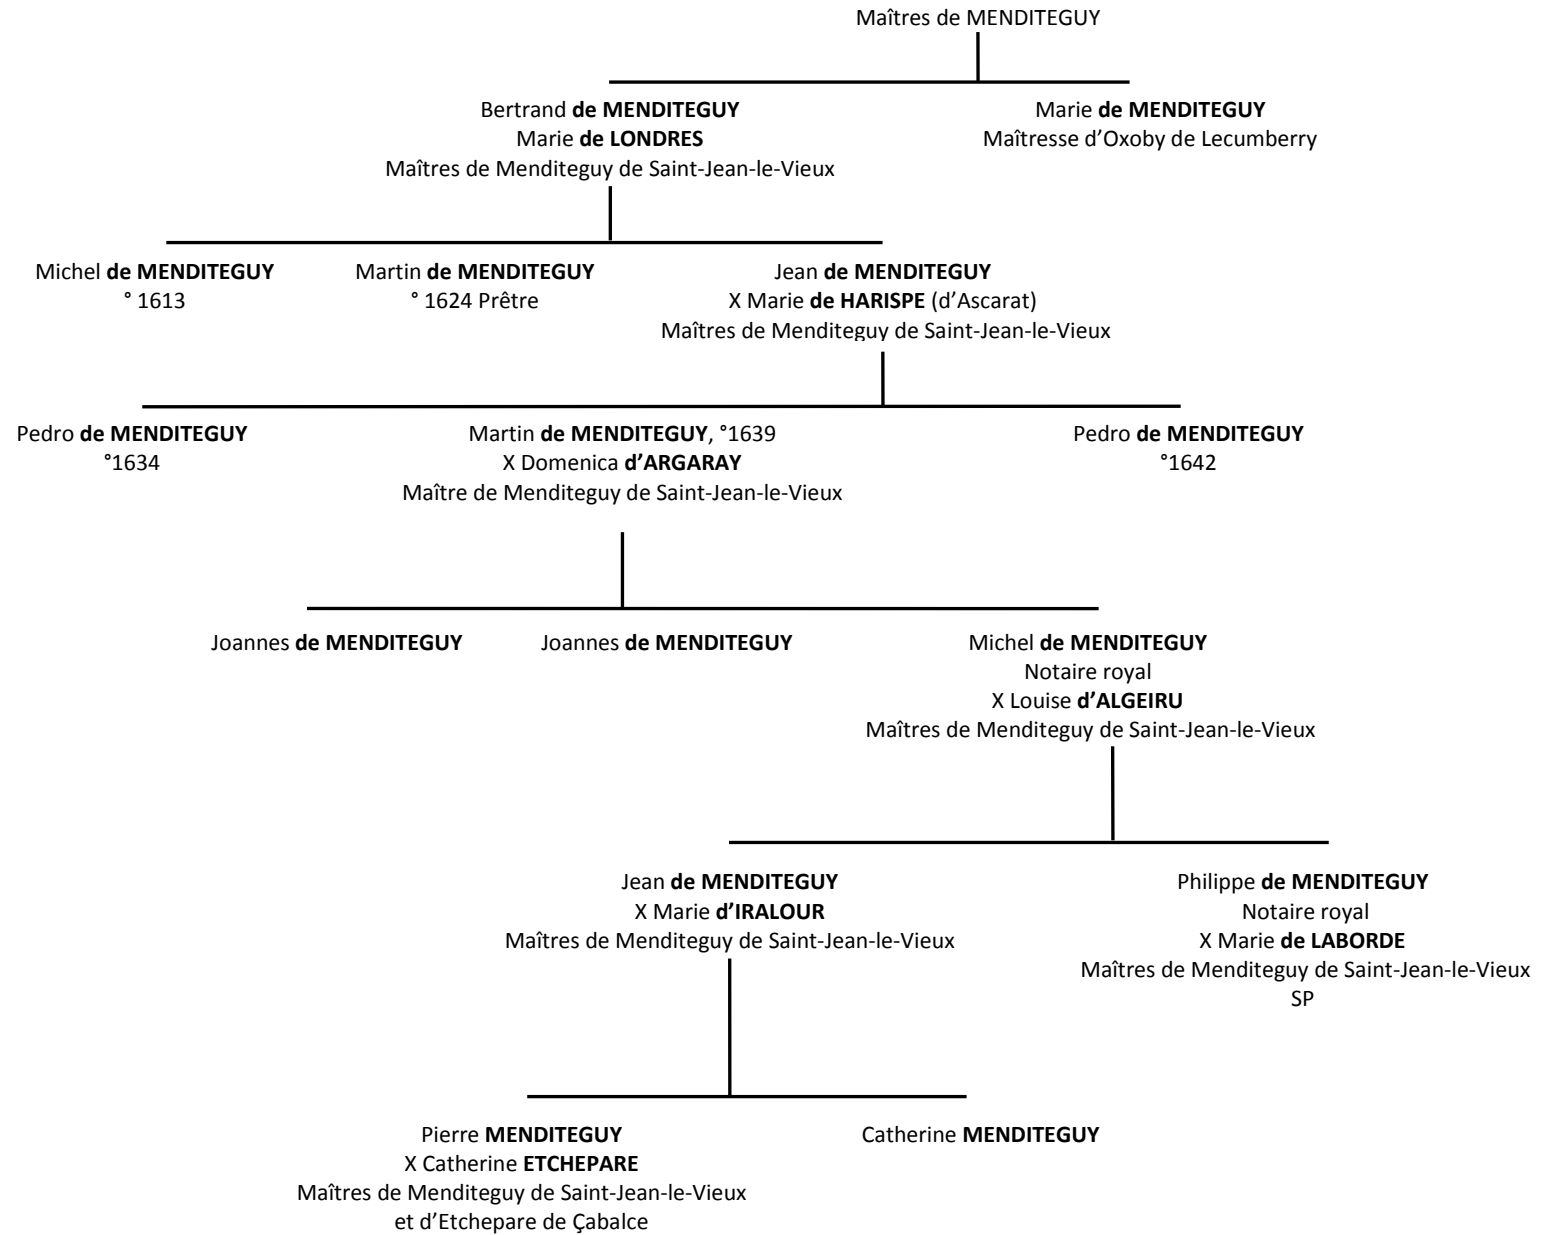 Maîtres de MENDITEGUY
Bertrand de MENDITEGUY
Marie de LONDRES
Maîtres de Menditeguy de Saint-Jean-le-Vieux
Marie de MENDITEGUY
Maîtresse d’Oxoby de Lecumberry
Michel de MENDITEGUY
° 1613
Martin de MENDITEGUY
° 1624 Prêtre
Jean de MENDITEGUY
X Marie de HARISPE (d’Ascarat)
Maîtres de Menditeguy de Saint-Jean-le-Vieux
Pedro de MENDITEGUY
°1634
Martin de MENDITEGUY, °1639
X Domenica d’ARGARAY
Maître de Menditeguy de Saint-Jean-le-Vieux
Pedro de MENDITEGUY
°1642
Joannes de MENDITEGUY
Joannes de MENDITEGUY
Michel de MENDITEGUY
Notaire royal
X Louise d’ALGEIRU
Maîtres de Menditeguy de Saint-Jean-le-Vieux
Jean de MENDITEGUY
X Marie d’IRALOUR
Maîtres de Menditeguy de Saint-Jean-le-Vieux
Philippe de MENDITEGUY
Notaire royal
X Marie de LABORDE
Maîtres de Menditeguy de Saint-Jean-le-Vieux
SP
Pierre MENDITEGUY
X Catherine ETCHEPARE
Maîtres de Menditeguy de Saint-Jean-le-Vieux
et d’Etchepare de Çabalce
Catherine MENDITEGUY